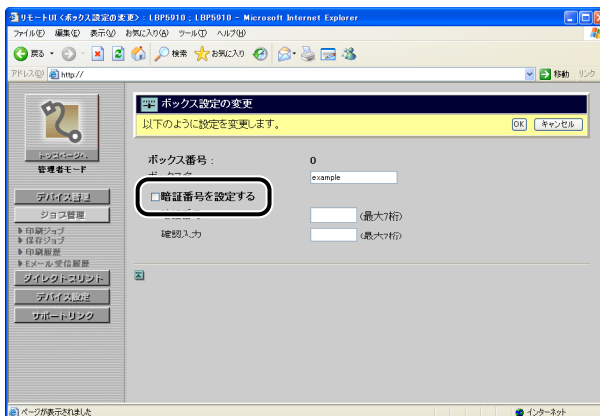 リモートUI <ボックス設定の変更> : LBP5910 ; LBP5910 - Microsoft Internet Explorer
ファイル(F) 編集(E) 表示(V) お気に入り(A) ツール(T) ヘルプ(H)
戻る 検索 お気に入り
アドレス(D) http:// 移動 リンク
ボックス設定の変更
以下のように設定を変更します。 OK キャンセル
トップページへ
管理者モード
デバイス管理
ジョブ管理
印刷ジョブ
保存ジョブ
印刷履歴
Eメール受信履歴
ダイレクトプリント
デバイス設定
サポートリンク
ボックス番号 : 0
example
暗証番号を設定する
(最大7桁)
確認入力 (最大7桁)
ページが表示されました インターネット